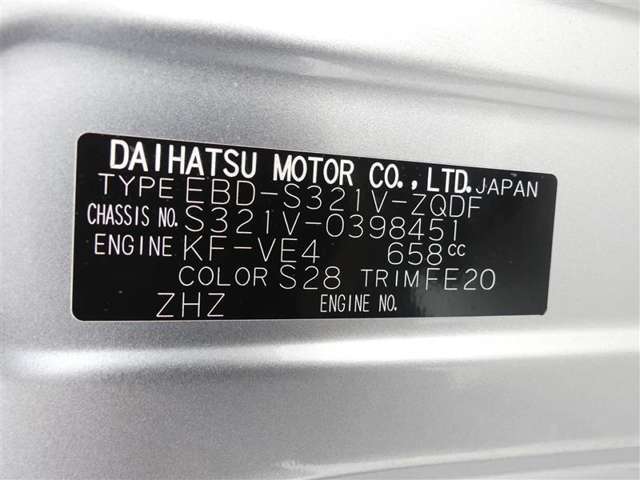 DAIHATSU MOTOR CO., LTD. JAPAN
TYPE EBD-S321V-ZQDF
CHASSIS NO. S321V-0398451
ENGINE KF-VE4 658cc
COLOR S28 TRIM FE20
ZHZ ENGINE NO.